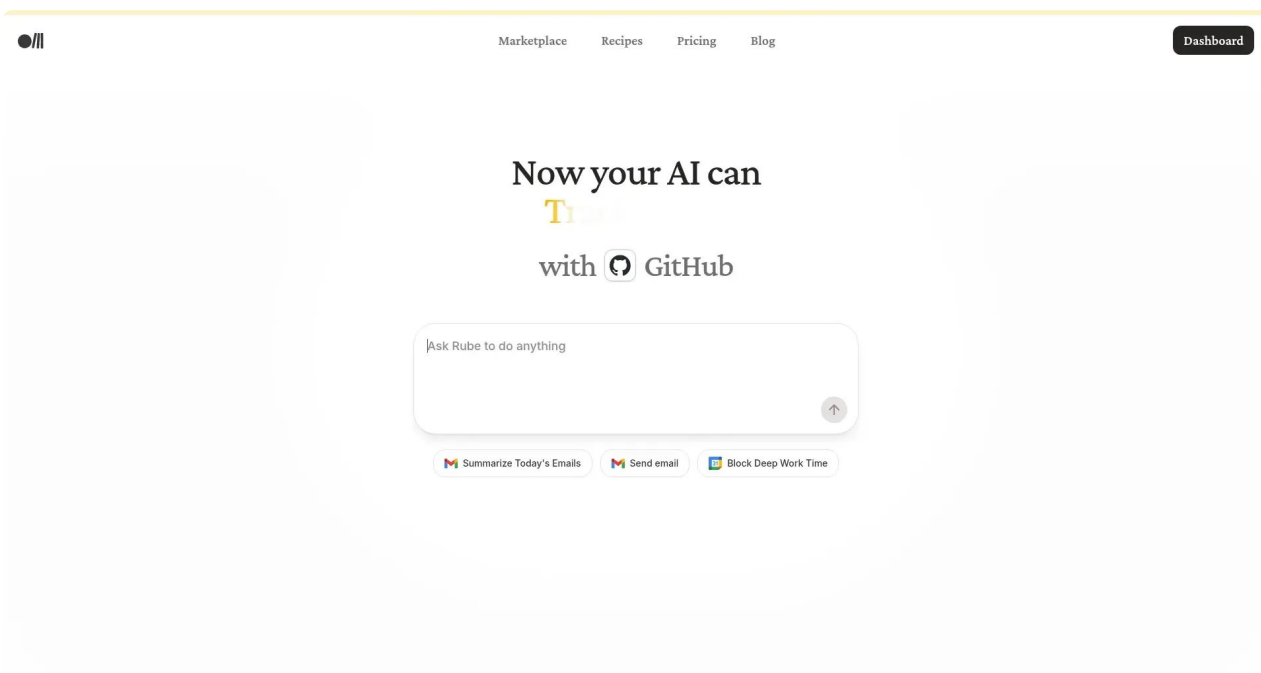 Marketplace
Recipes
Pricing
Blog
Dashboard
Now your AI can
with GitHub
Ask Rube to do anything
Summarize Today's Emails
Send email
Block Deep Work Time